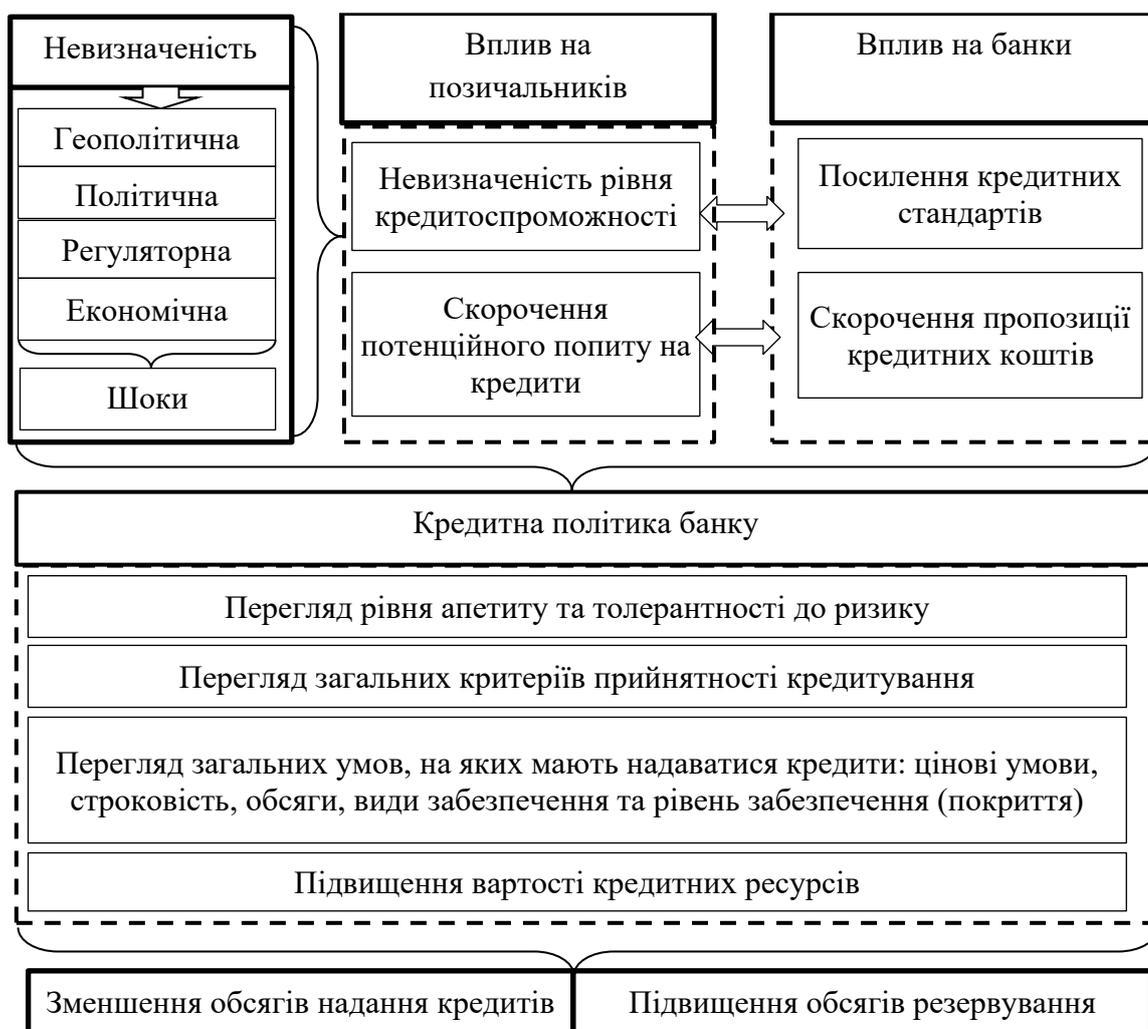 Невизначеність
Геополітична
Політична
Регуляторна
Економічна
Шоки
Вплив на
позичальників
Невизначеність рівня
кредитоспроможності
Скорочення
потенційного попиту на
кредити
Вплив на банки
Посилення кредитних
стандартів
Скорочення пропозиції
кредитних коштів
Кредитна політика банку
Перегляд рівня апетиту та толерантності до ризику
Перегляд загальних критеріїв прийнятності кредитування
Перегляд загальних умов, на яких мають надаватися кредити: цінові умови,
строковість, обсяги, види забезпечення та рівень забезпечення (покриття)
Підвищення вартості кредитних ресурсів
Зменшення обсягів надання кредитів
Підвищення обсягів резервування